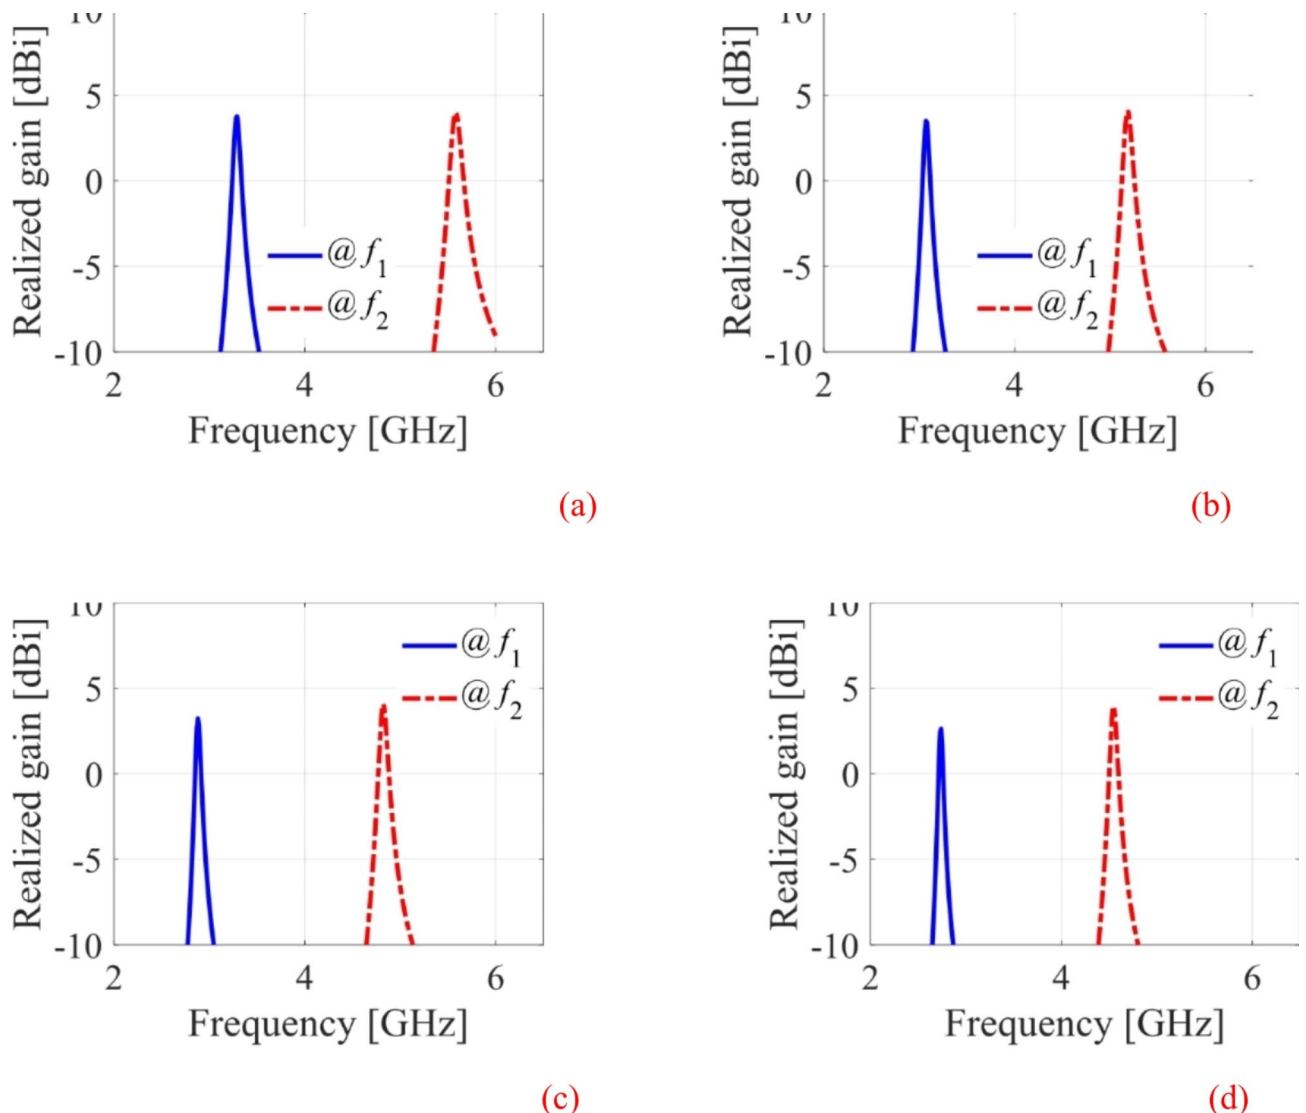 Realized gain [dBi]
10
5
0
-5
-10
@ f1
@ f2
2 4 6
Frequency [GHz]
(a)
Realized gain [dBi]
10
5
0
-5
-10
@ f1
@ f2
2 4 6
Frequency [GHz]
(b)
Realized gain [dBi]
10
5
0
-5
-10
@ f1
@ f2
2 4 6
Frequency [GHz]
(c)
Realized gain [dBi]
10
5
0
-5
-10
@ f1
@ f2
2 4 6
Frequency [GHz]
(d)